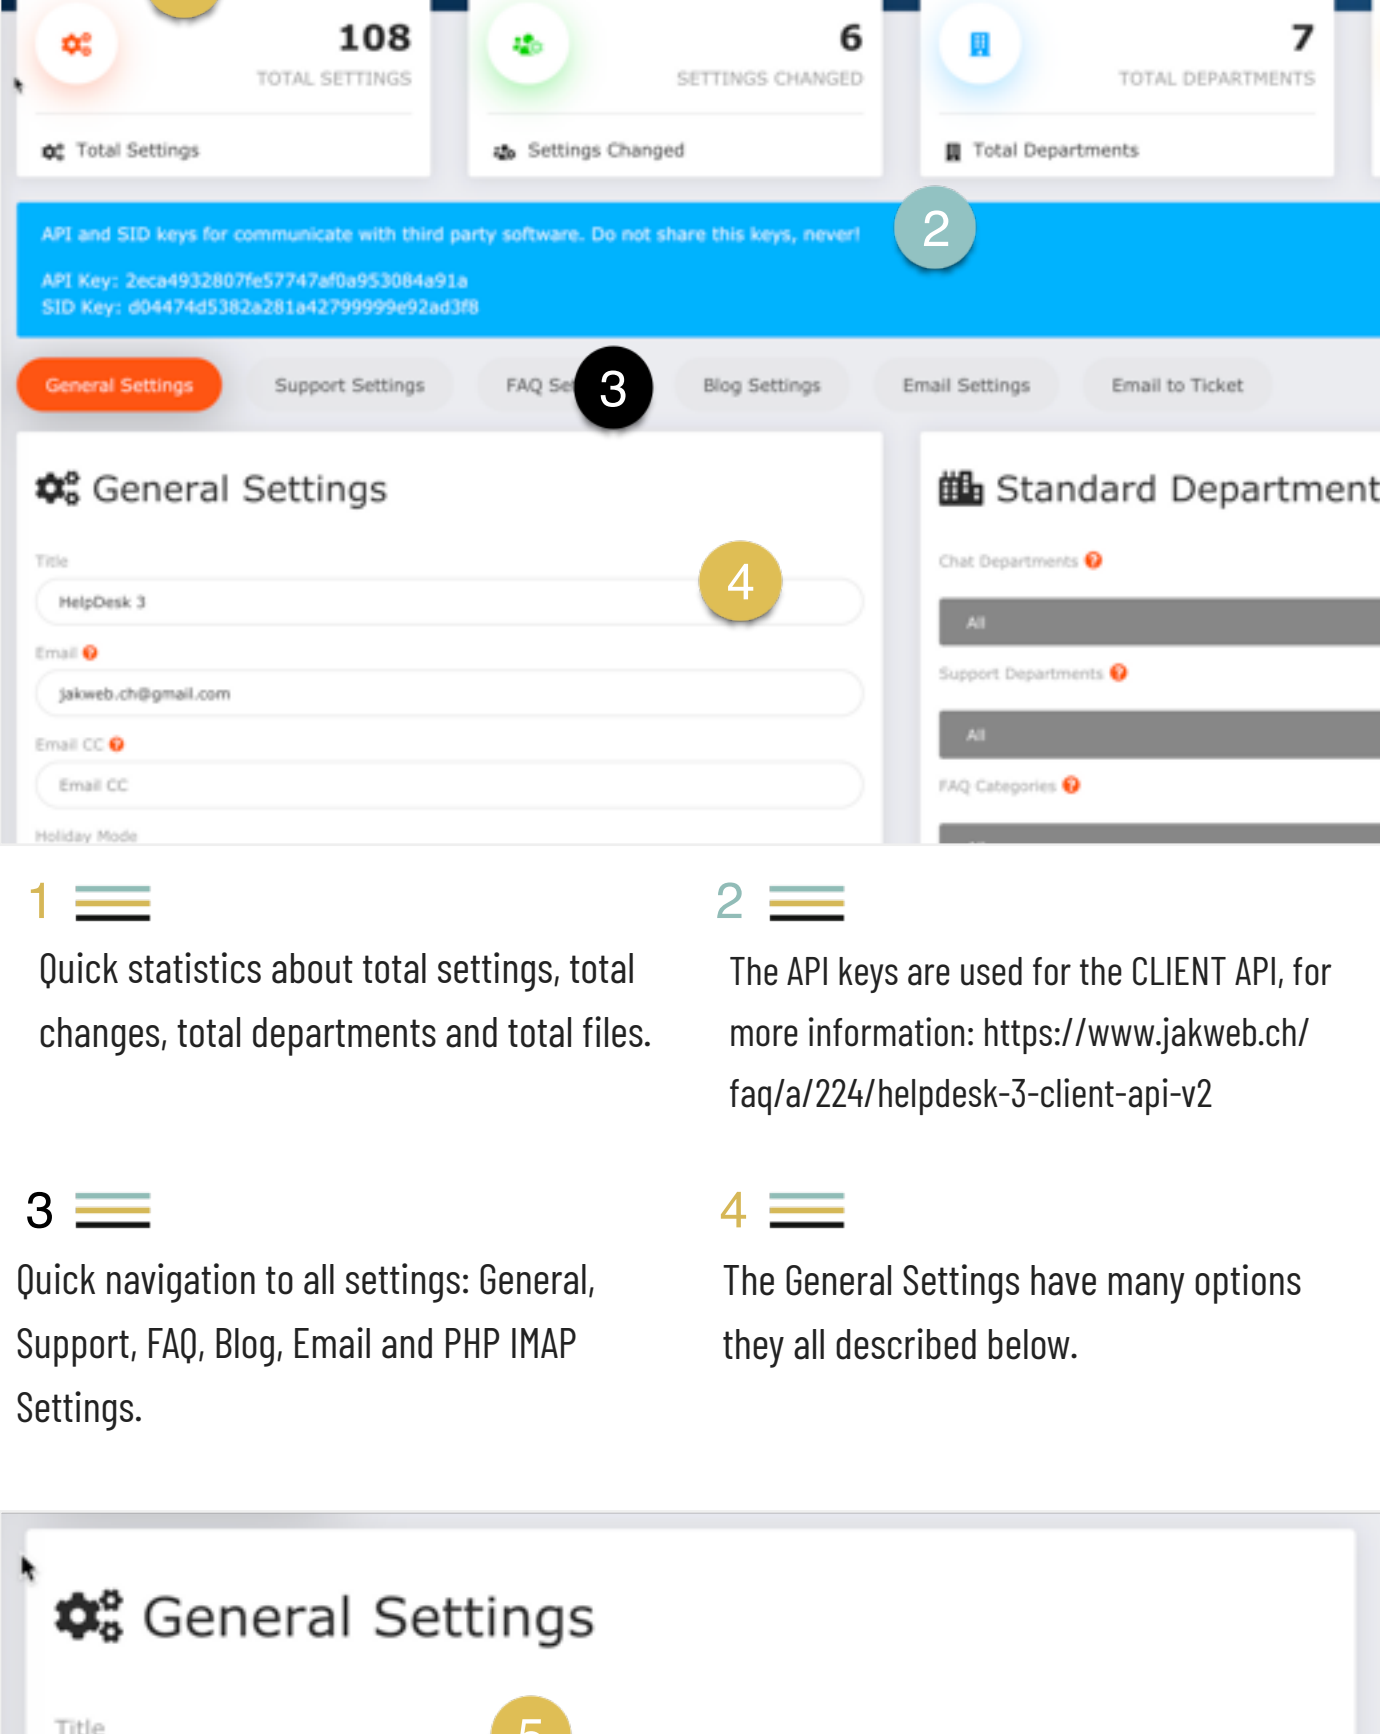 108
TOTAL SETTINGS
Total Settings
6
SETTINGS CHANGED
Settings Changed
7
TOTAL DEPARTMENTS
Total Departments
2
API and SID keys for communicate with third party software. Do not share this keys, never!
API Key: 2eca4932807fe57747af0a953084a91a
SID Key: d04474d5382a281a42799999e92ad3f8
General Settings
Support Settings
FAQ Se
3
Blog Settings
Email Settings
Email to Ticket
General Settings
Title
HelpDesk 3
4
Email
jakweb.ch@gmail.com
Email CC
Email CC
Holiday Mode
Standard Department
Chat Departments
All
Support Departments
All
FAQ Categories
1
Quick statistics about total settings, total
changes, total departments and total files.
2
The API keys are used for the CLIENT API, for
more information: https://www.jakweb.ch/
faq/a/224/helpdesk-3-client-api-v2
3
Quick navigation to all settings: General,
Support, FAQ, Blog, Email and PHP IMAP
Settings.
4
The General Settings have many options
they all described below.
General Settings
Title
5